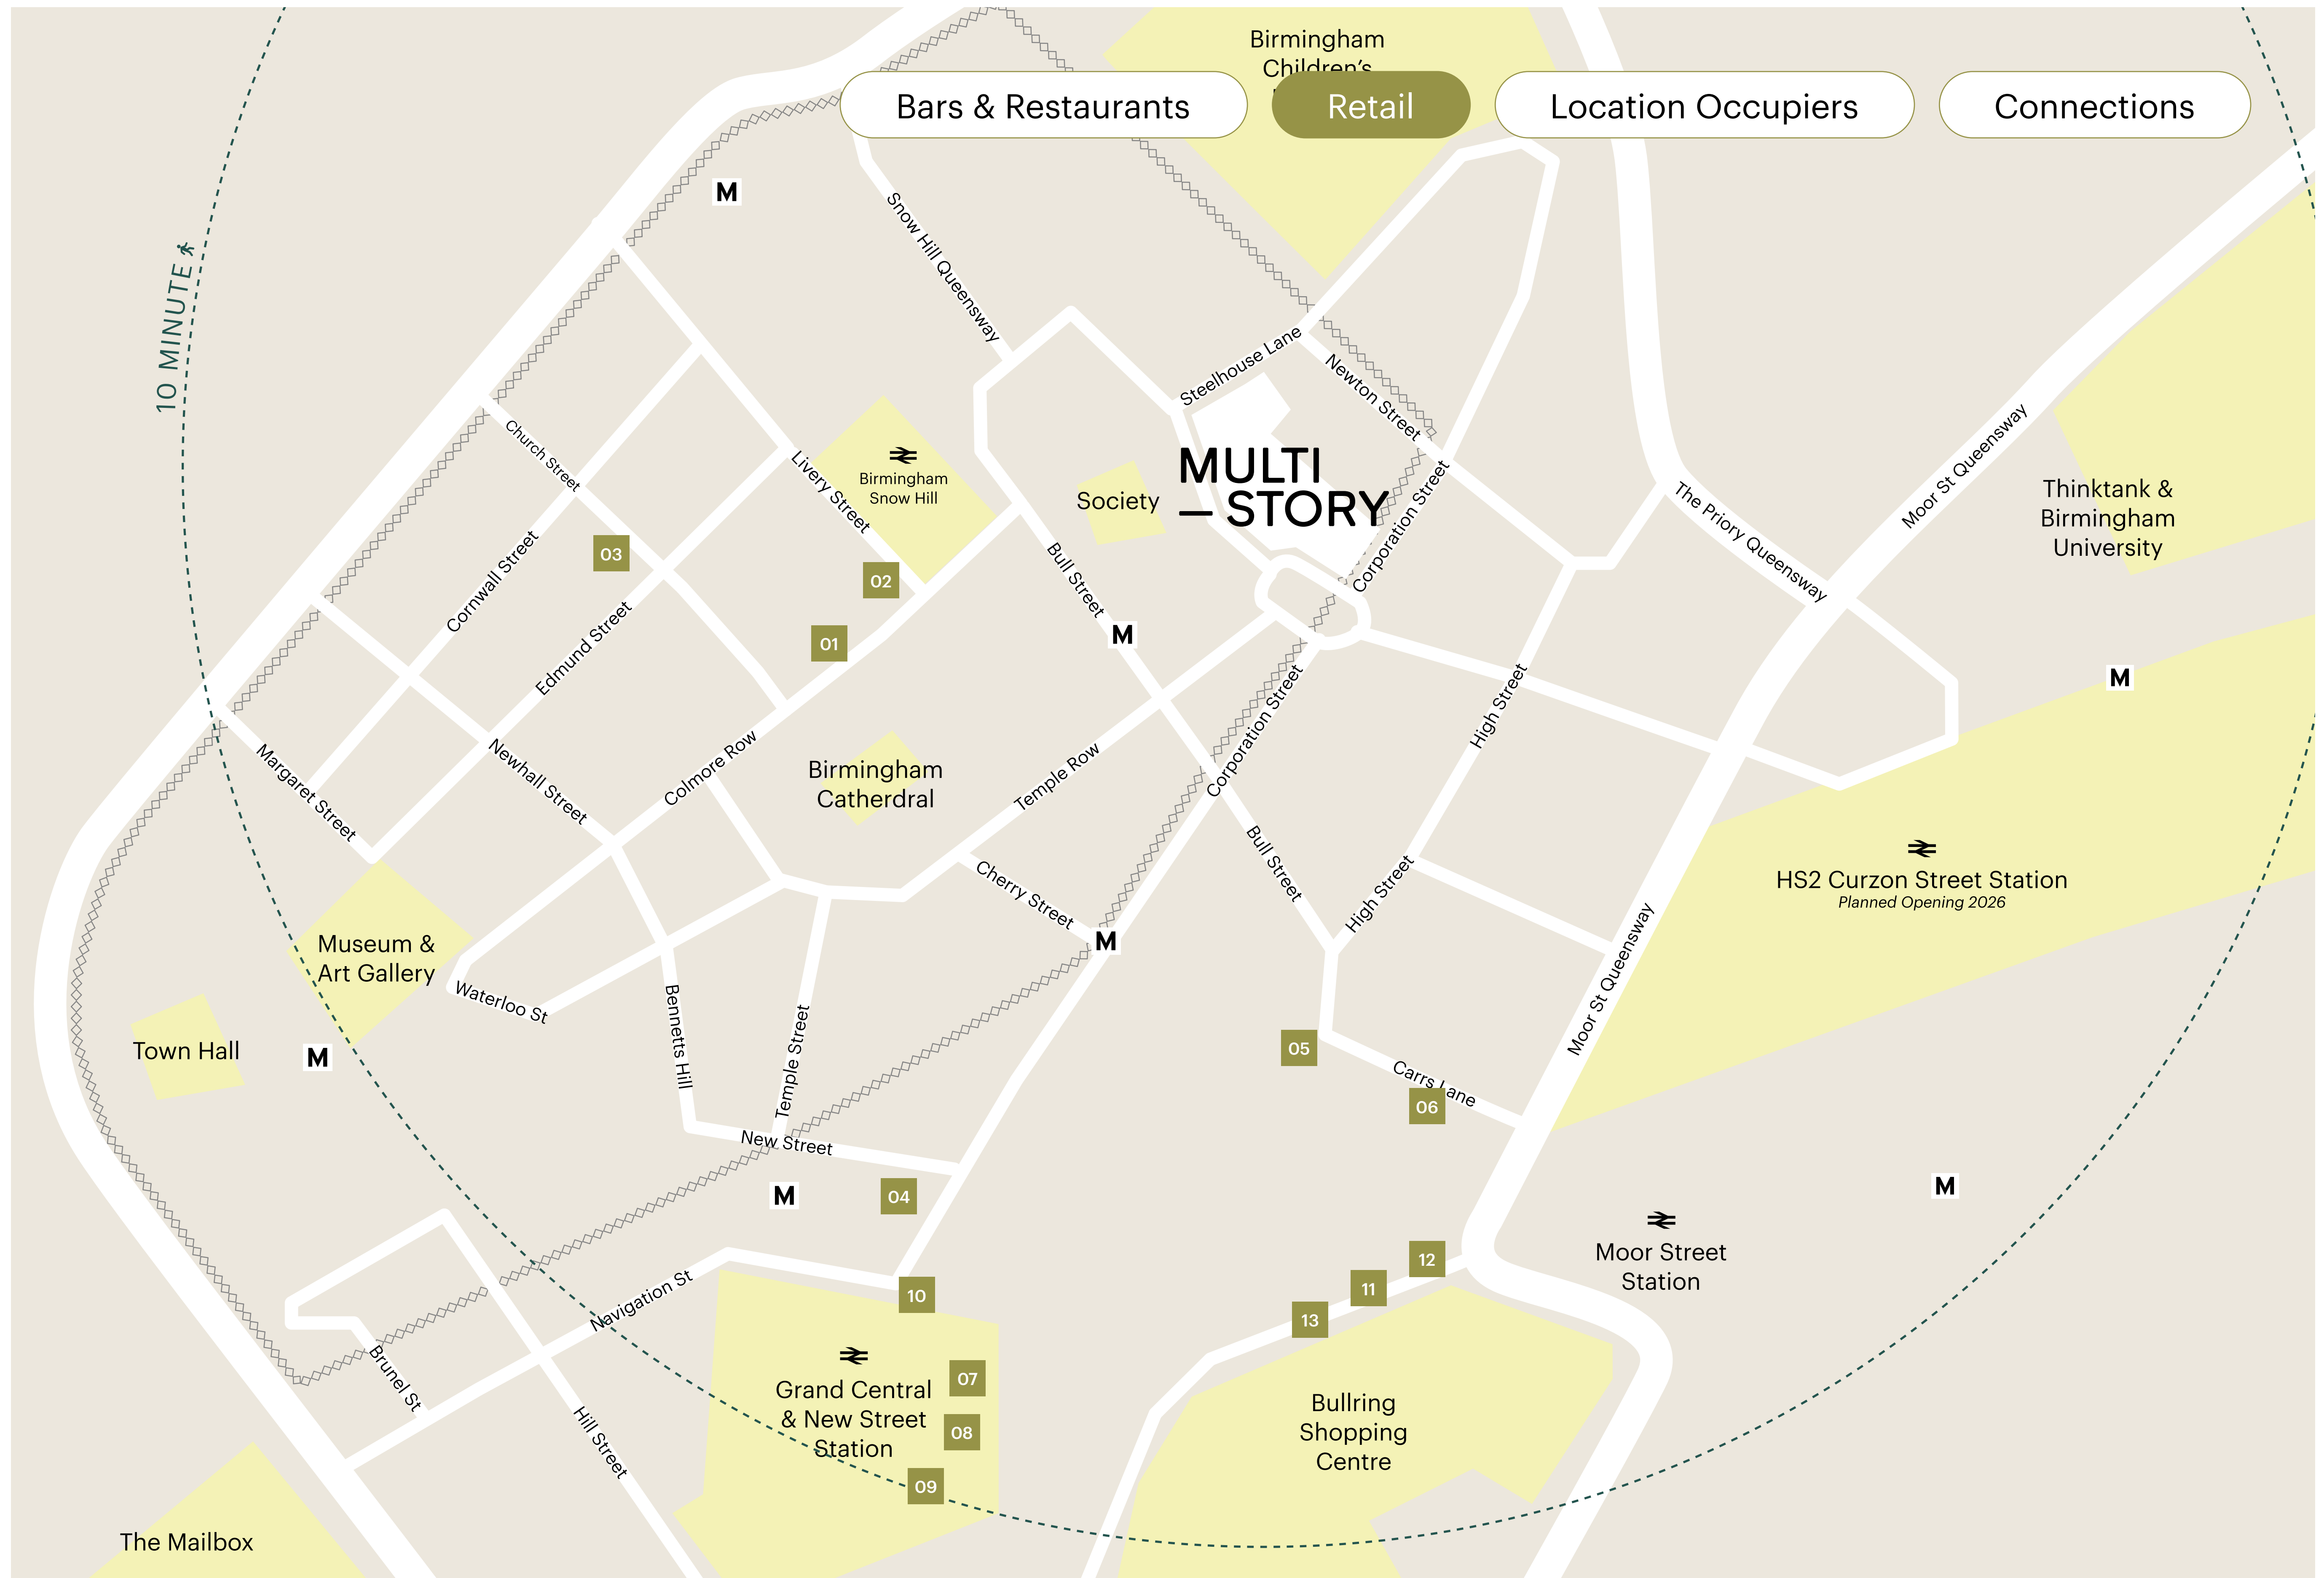 Birmingham
Children's
Bars & Restaurants
Retail
Location Occupiers
Connections
M
10 MINUTE
Snow Hill Queensway
Steelhouse Lane
Newton Street
Church Street
Livery Street
Birmingham
Snow Hill
Society
MULTI
— STORY
Corporation Street
The Priory Queensway
Moor St Queensway
Thinktank &
Birmingham
University
Cornwall Street
03
02
Bull Street
Edmund Street
01
M
M
High Street
Corporation Street
Margaret Street
Newhall Street
Colmore Row
Birmingham
Catherdral
Temple Row
Bull Street
Cherry Street
High Street
HS2 Curzon Street Station
Planned Opening 2026
Museum &
Art Gallery
M
Waterloo St
Bennetts Hill
Temple Street
Moor St Queensway
Town Hall
M
05
Carrs Lane
06
New Street
M
04
M
Moor Street
Station
Navigation St
10
12
11
13
Brunel St
Grand Central
& New Street
Station
07
08
09
Hill Street
Bullring
Shopping
Centre
The Mailbox